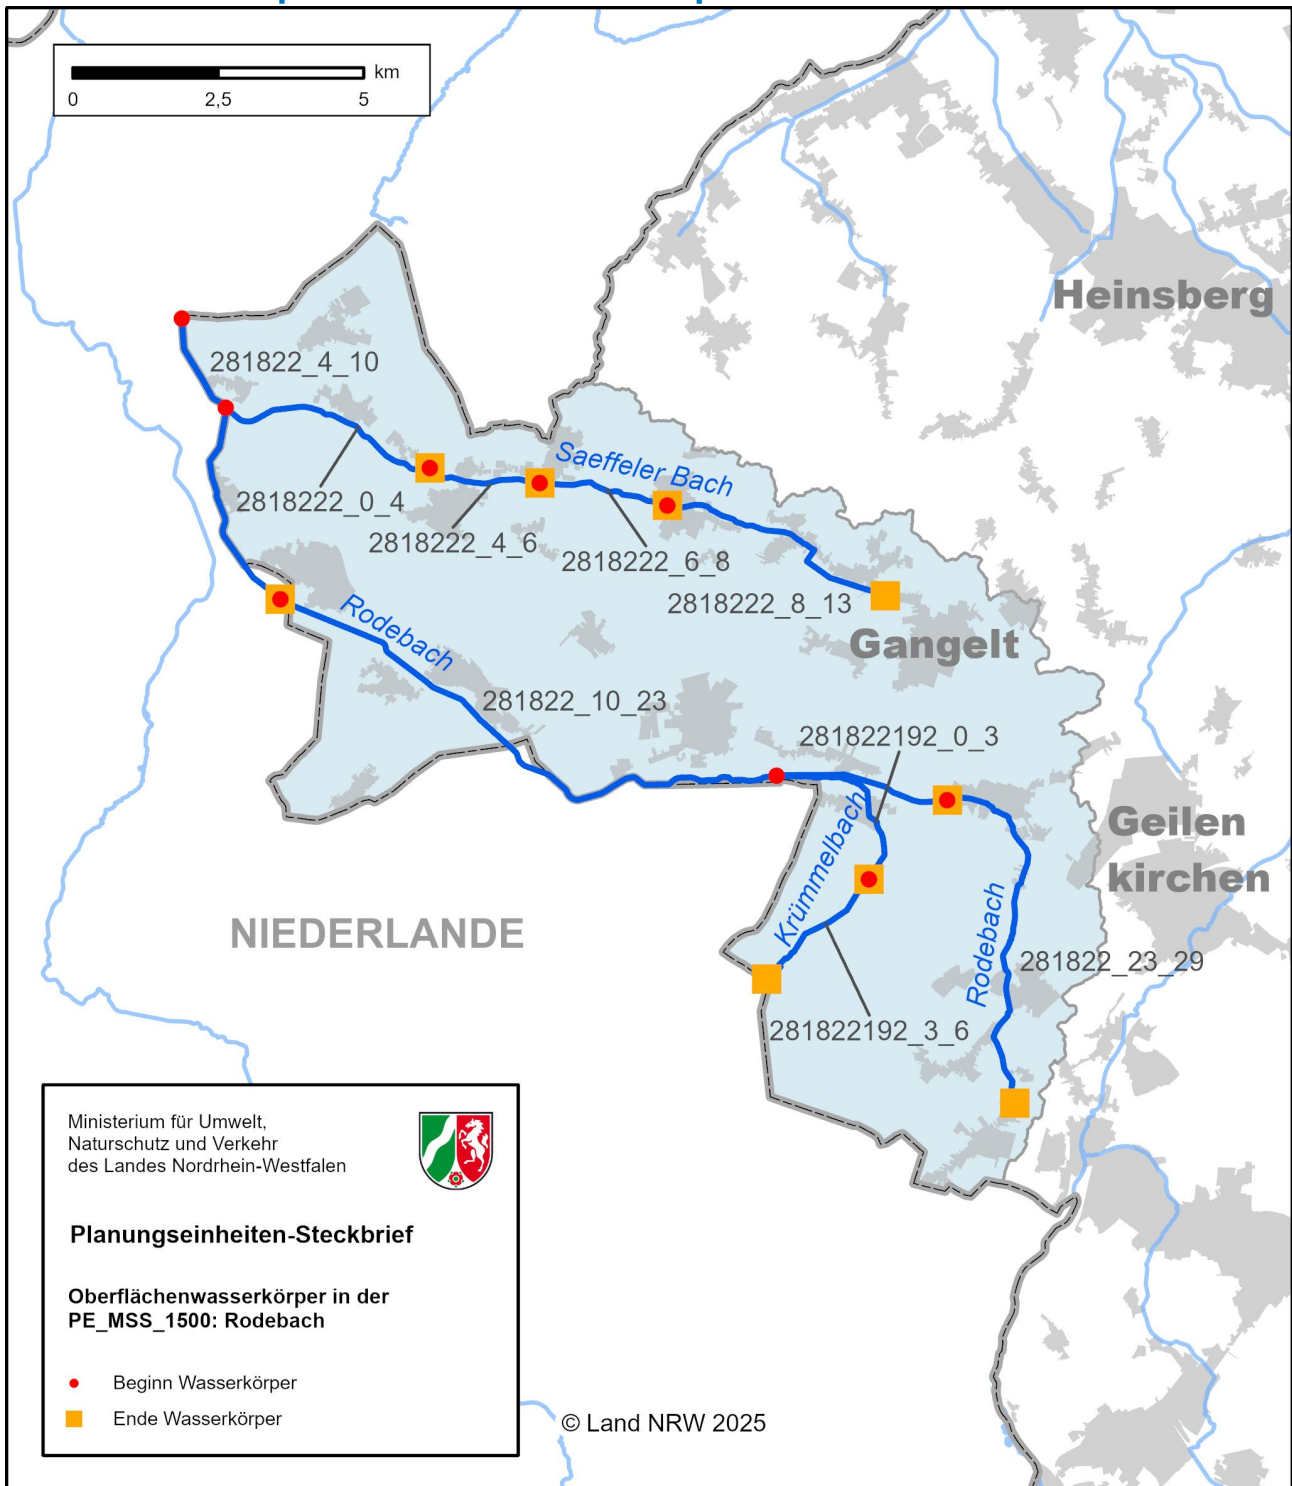 km
0 2,5 5
Heinsberg
281822_4_10
Saeffeler Bach
2818222_0_4
2818222_4_6
2818222_6_8
2818222_8_13
Rodebach
Gangelt
281822_10_23
281822192_0_3
Geilen
kirchen
Krümmelbach
NIEDERLANDE
Rodebach
281822_23_29
281822192_3_6
Ministerium für Umwelt,
Naturschutz und Verkehr
des Landes Nordrhein-Westfalen
Planungseinheiten-Steckbrief
Oberflächenwasserkörper in der
PE_MSS_1500: Rodebach
Beginn Wasserkörper
Ende Wasserkörper
© Land NRW 2025